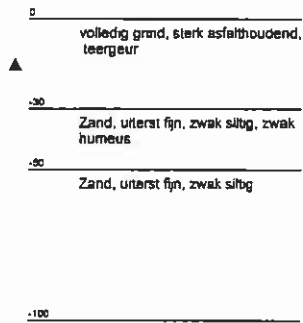 0
volledig grind, sterk asfalthoudend,
teergeur
-30
Zand, uiterst fijn, zwak siltig, zwak
humeus
-50
Zand, uiterst fijn, zwak siltig
-100